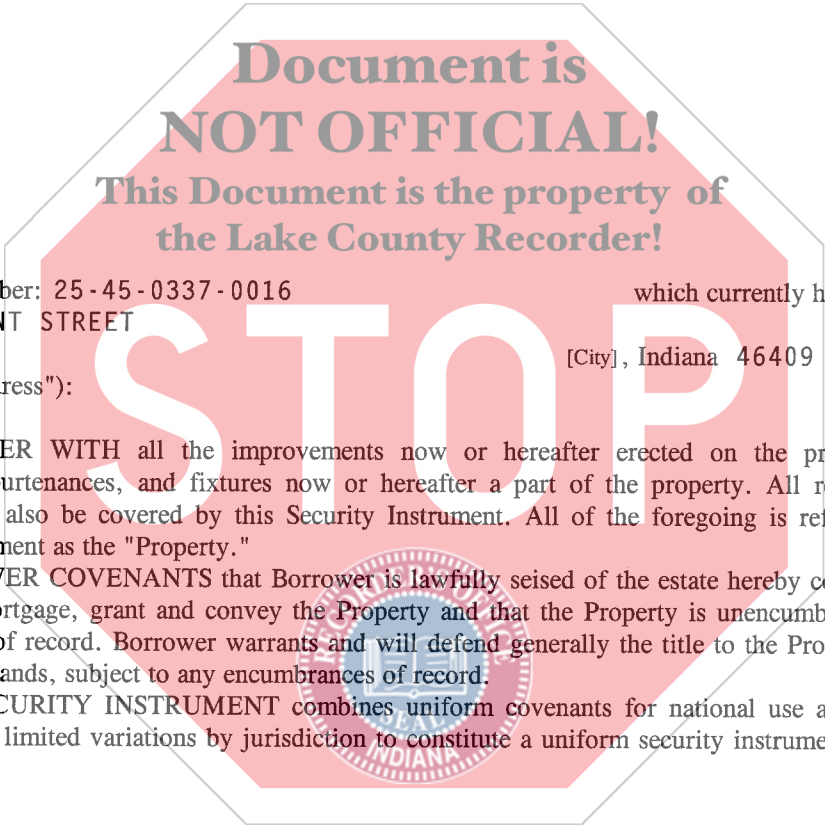 Document is
NOT OFFICIAL!
This Document is the property of
the Lake County Recorder!
ber: 25-45-0337-0016 which currently h
NT STREET
[City], Indiana 46409
ress"):
STOP
ER WITH all the improvements now or hereafter erected on the pr
urtenances, and fixtures now or hereafter a part of the property. All r
also be covered by this Security Instrument. All of the foregoing is ref
ment as the "Property."
VER COVENANTS that Borrower is lawfully seised of the estate hereby co
ortgage, grant and convey the Property and that the Property is unencumb
of record. Borrower warrants and will defend generally the title to the Pro
ands, subject to any encumbrances of record.
CURITY INSTRUMENT combines uniform covenants for national use a
limited variations by jurisdiction to constitute a uniform security instrume
RECORDER'S OFFICE
SEAL
INDIANA